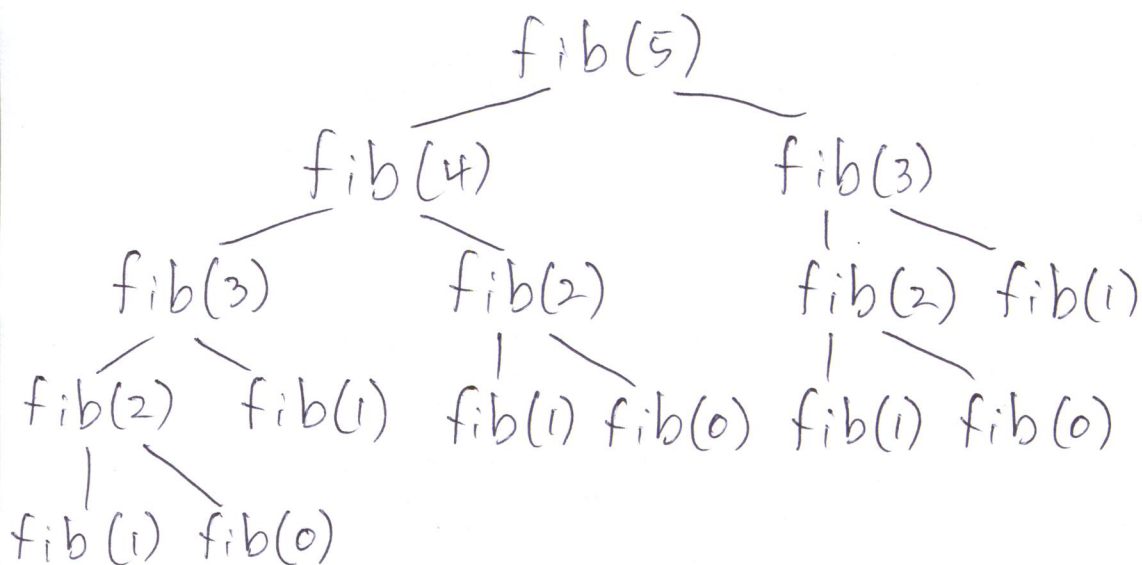 fib(5)
fib(4) fib(3)
fib(3) fib(2) fib(2) fib(1)
fib(2) fib(1) fib(1) fib(0) fib(1) fib(0)
fib(1) fib(0)